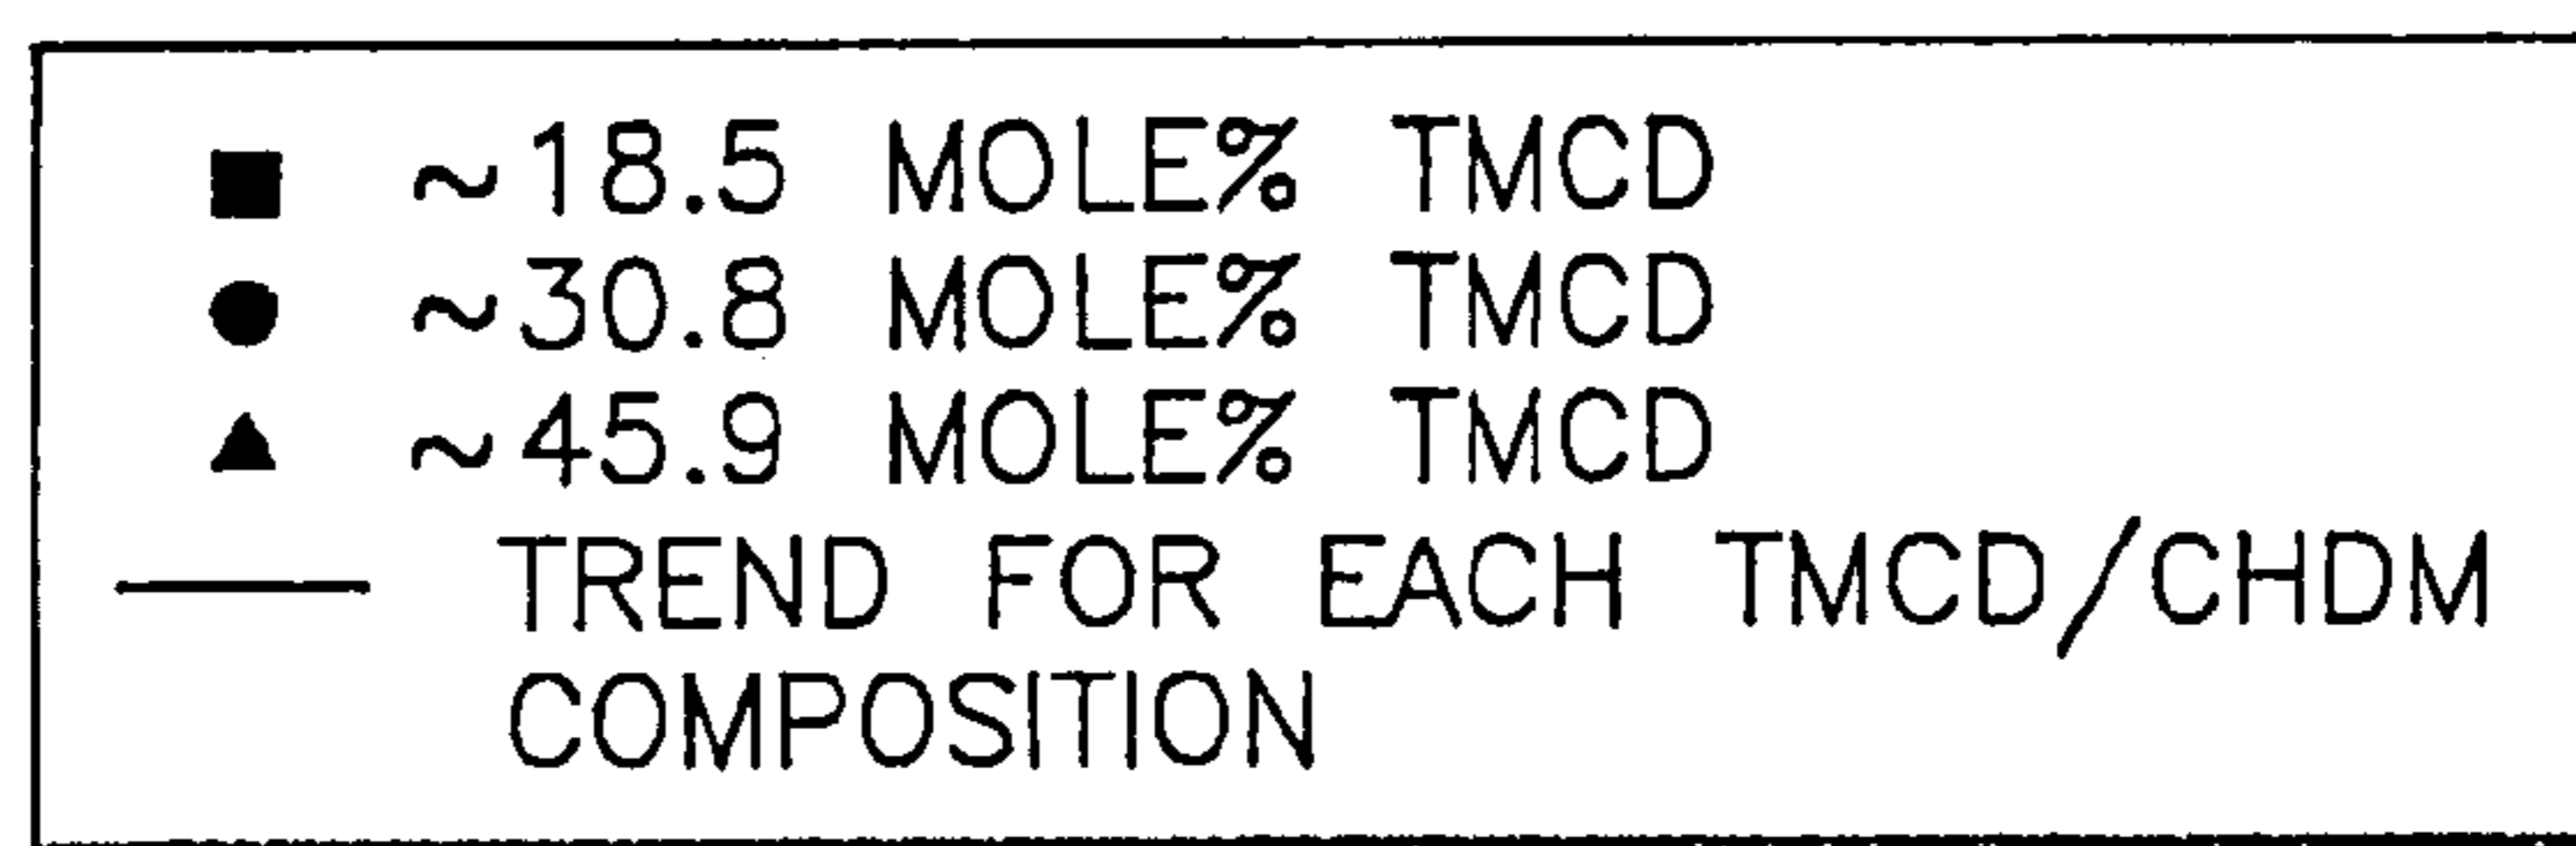 ~18.5 MOLE% TMCD
~30.8 MOLE% TMCD
~45.9 MOLE% TMCD
TREND FOR EACH TMCD/CHDM
COMPOSITION